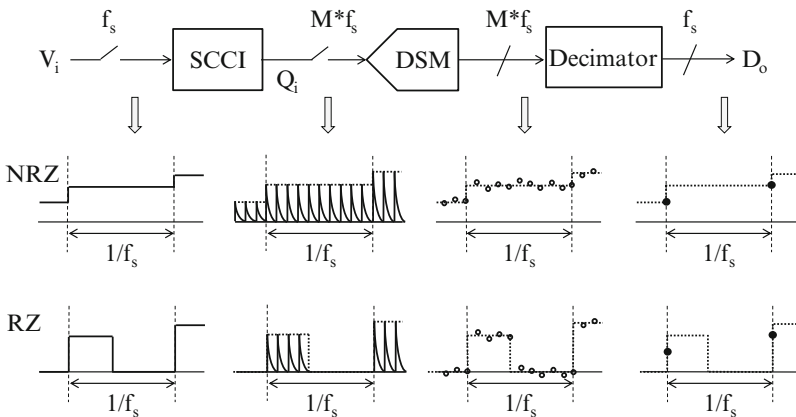 f_s M*f_s M*f_s f_s
V_i SCCI Q_i DSM Decimator D_o
NRZ
1/f_s 1/f_s 1/f_s 1/f_s
RZ
1/f_s 1/f_s 1/f_s 1/f_s